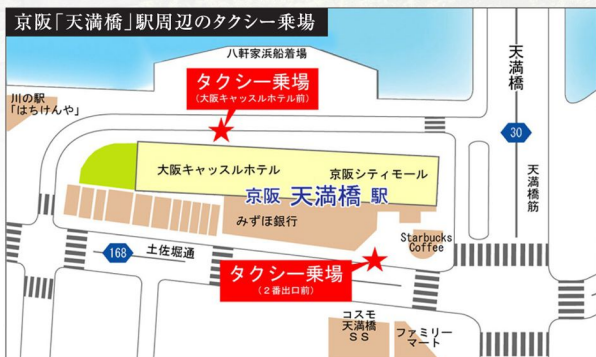 京阪「天満橋」駅周辺のタクシー乗場
八軒家浜船着場
天満橋
タクシー乗場
(大阪キャッスルホテル前)
川の駅
「はちけんや」
30
大阪キャッスルホテル
京阪シティモール
天満橋筋
京阪 天満橋 駅
みずほ銀行
Starbucks
Coffee
168
土佐堀通
タクシー乗場
(2番出口前)
コスモ
天満橋
SS
ファミリー
マート